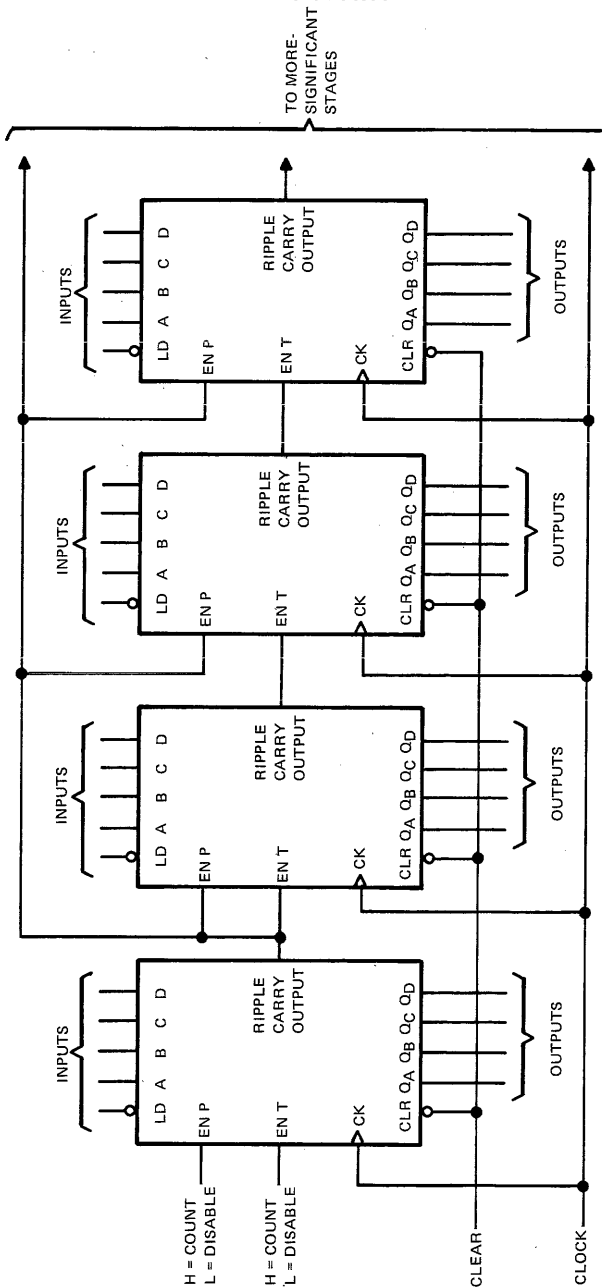 H = COUNT
L = DISABLE
H = COUNT
L = DISABLE
CLEAR
CLOCK
INPUTS
LD A B C D
EN P
RIPPLE
CARRY
OUTPUT
EN T
CK
CLR QA QB QC QD
OUTPUTS
INPUTS
LD A B C D
EN P
RIPPLE
CARRY
OUTPUT
EN T
CK
CLR QA QB QC QD
OUTPUTS
INPUTS
LD A B C D
EN P
RIPPLE
CARRY
OUTPUT
EN T
CK
CLR QA QB QC QD
OUTPUTS
INPUTS
LD A B C D
EN P
RIPPLE
CARRY
OUTPUT
EN T
CK
CLR QA QB QC QD
OUTPUTS
TO MORE-
SIGNIFICANT
STAGES